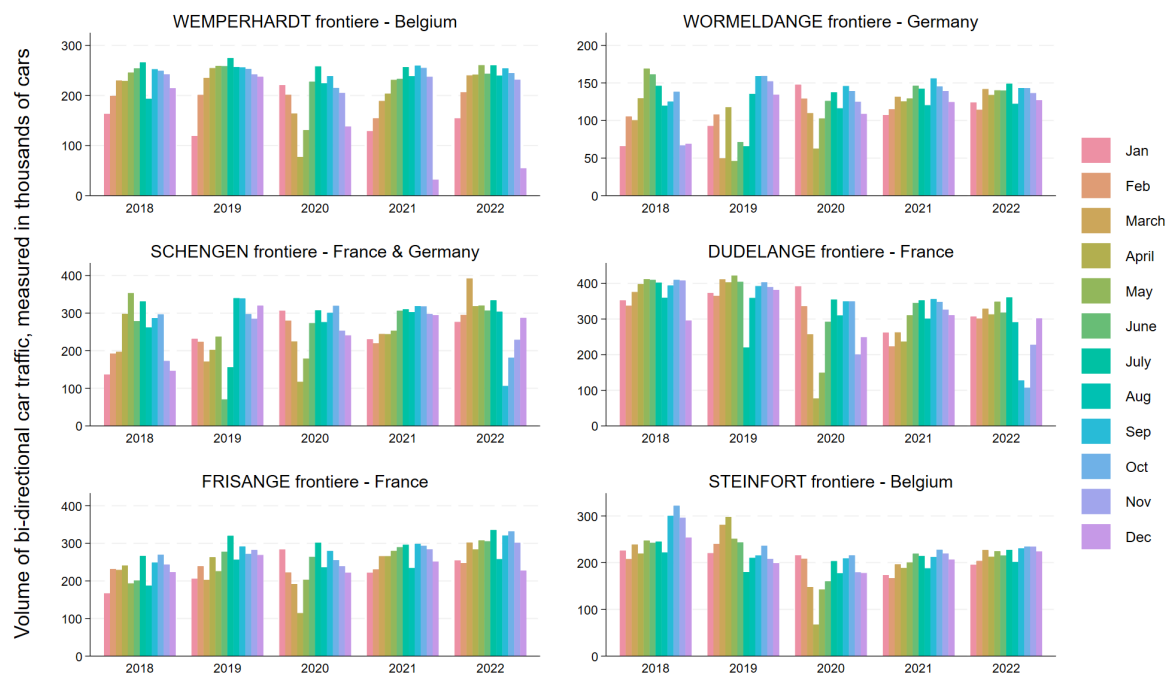 Volume of bi-directional car traffic, measured in thousands of cars
WEMPERHARDT frontiere - Belgium
300
200
100
0
2018 2019 2020 2021 2022
WORMELDANGE frontiere - Germany
200
150
100
50
0
2018 2019 2020 2021 2022
SCHENGEN frontiere - France & Germany
400
300
200
100
0
2018 2019 2020 2021 2022
DUDELANGE frontiere - France
400
300
200
100
0
2018 2019 2020 2021 2022
FRISANGE frontiere - France
400
300
200
100
0
2018 2019 2020 2021 2022
STEINFORT frontiere - Belgium
300
200
100
0
2018 2019 2020 2021 2022
Jan
Feb
March
April
May
June
July
Aug
Sep
Oct
Nov
Dec